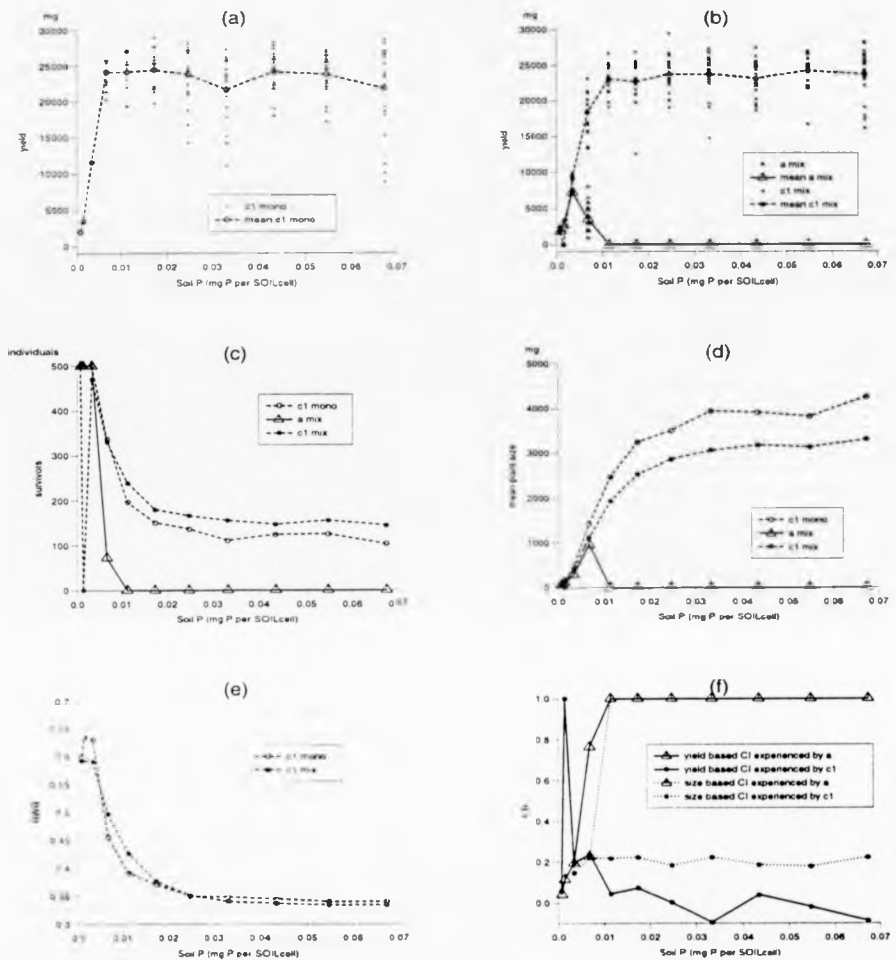 (a)
mg
30000
25000
20000
15000
10000
5000
0
yield
c1 mono
mean c1 mono
0.0 0.01 0.02 0.03 0.04 0.05 0.06 0.07
Soil P (mg P per SOILcell)
(b)
mg
30000
25000
20000
15000
10000
5000
0
yield
a mix
mean a mix
c1 mix
mean c1 mix
0.0 0.01 0.02 0.03 0.04 0.05 0.06 0.07
Soil P (mg P per SOILcell)
(c)
individuals
500
400
300
200
100
0
survivors
c1 mono
a mix
c1 mix
0.0 0.01 0.02 0.03 0.04 0.05 0.06 0.07
Soil P (mg P per SOILcell)
(d)
mg
5000
4000
3000
2000
1000
0
mean plant size
c1 mono
a mix
c1 mix
0.0 0.01 0.02 0.03 0.04 0.05 0.06 0.07
Soil P (mg P per SOILcell)
(e)
0.7
0.5
0.45
0.4
0.3
c1 mono
c1 mix
0.0 0.01 0.02 0.03 0.04 0.05 0.06 0.07
Soil P (mg P per SOILcell)
(f)
1.0
0.8
0.6
0.4
0.2
0.0
yield based CI experienced by a
yield based CI experienced by c1
size based CI experienced by a
size based CI experienced by c1
0.0 0.01 0.02 0.03 0.04 0.05 0.06 0.07
Soil P (mg P per SOILcell)